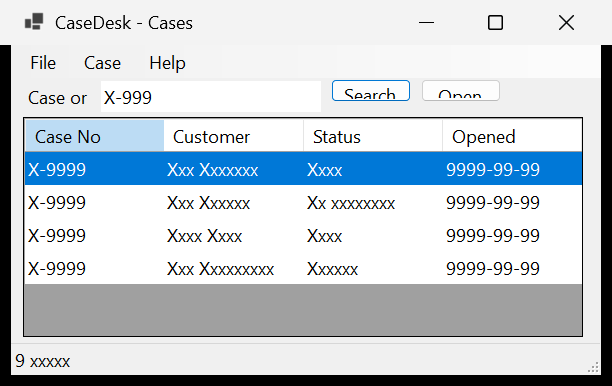 CaseDesk - Cases
File Case Help
Case or X-999 Search Open
Case No Customer Status Opened
X-9999 Xxx Xxxxxxx Xxxx 9999-99-99
X-9999 Xxx Xxxxxx Xx xxxxxxxx 9999-99-99
X-9999 Xxxx Xxxx Xxxx 9999-99-99
X-9999 Xxx Xxxxxxxxx Xxxxxx 9999-99-99
9 xxxxx